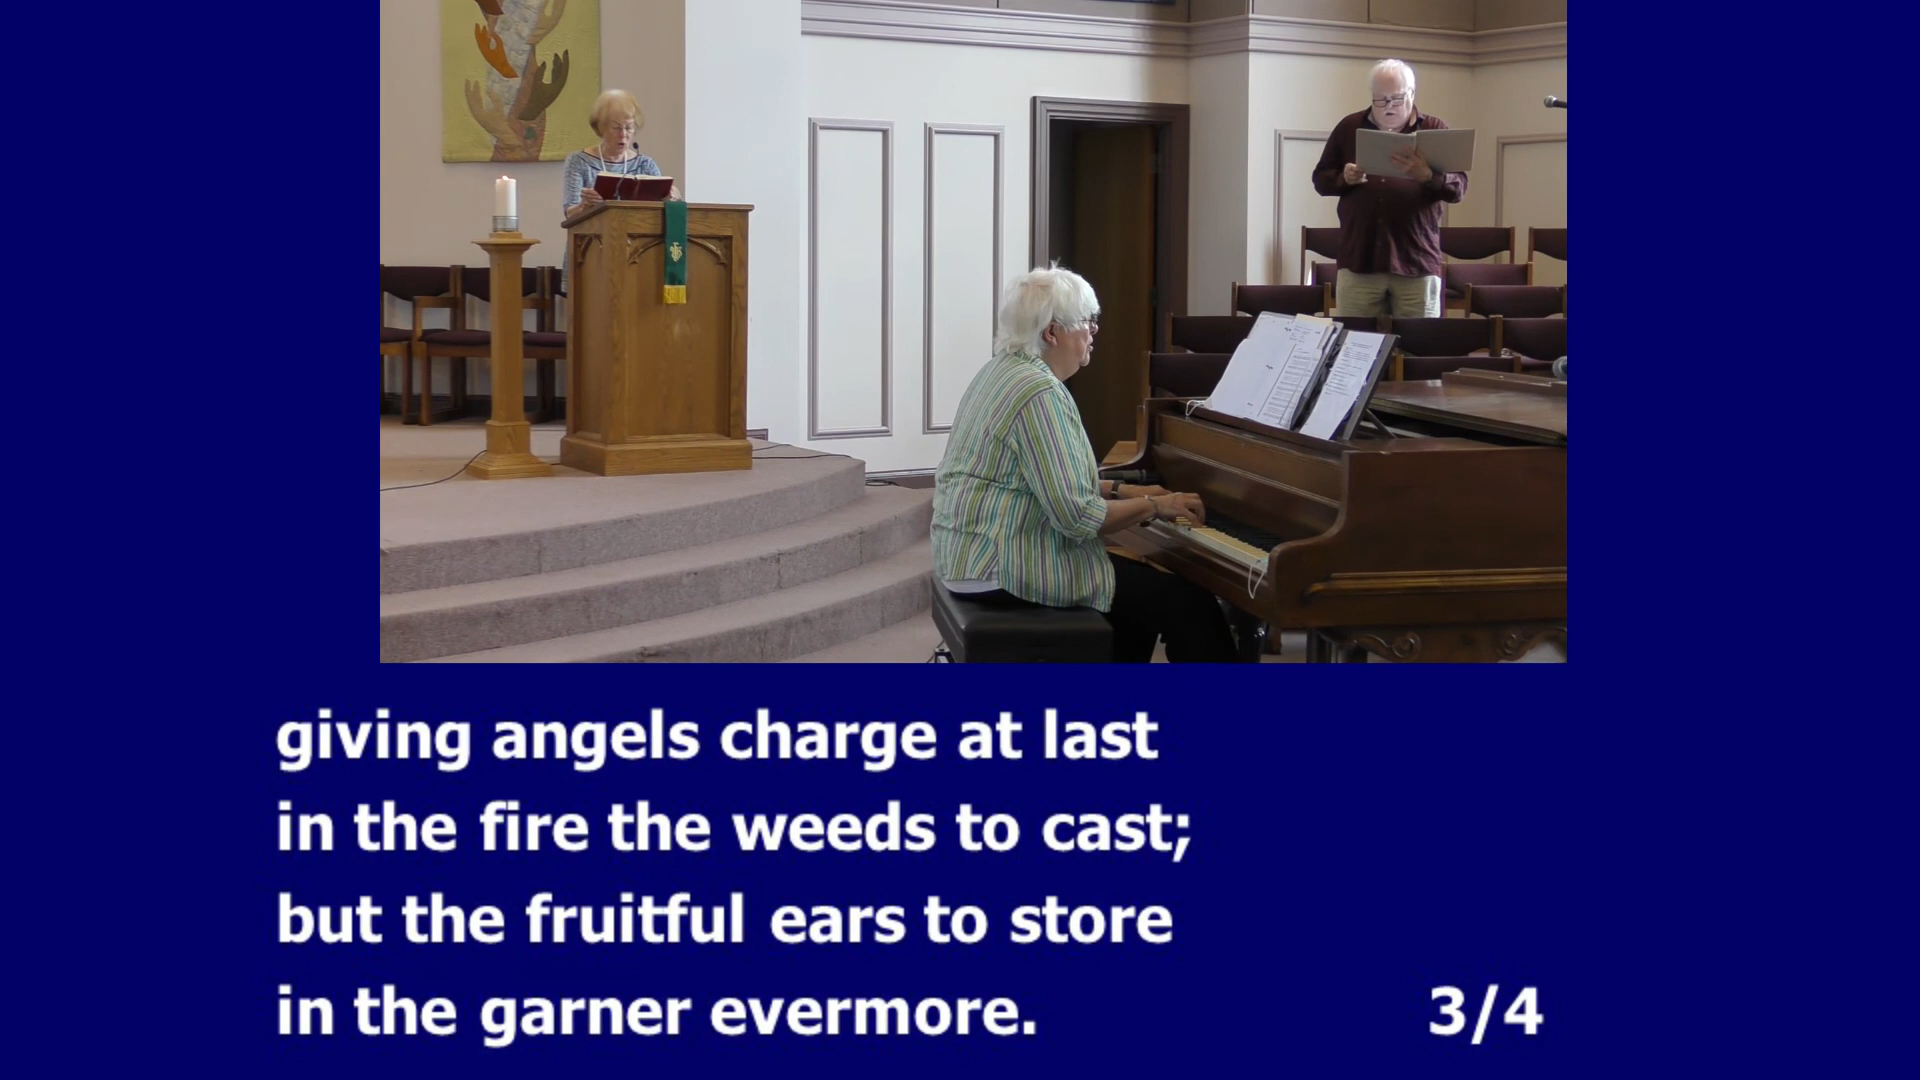 giving angels charge at last
in the fire the weeds to cast;
but the fruitful ears to store
in the garner evermore.
3/4